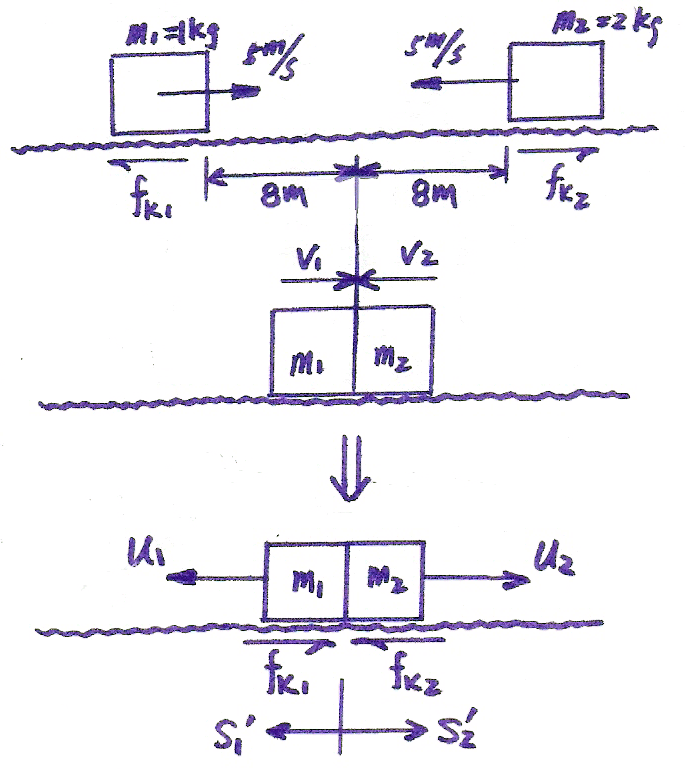 m₁=1kg
5m/s
5m/s
m₂=2kg
fₖ₁
8m
8m
fₖ₂
V₁
V₂
m₁
m₂
U₁
m₁
m₂
U₂
fₖ₁
fₖ₂
S₁'
S₂'